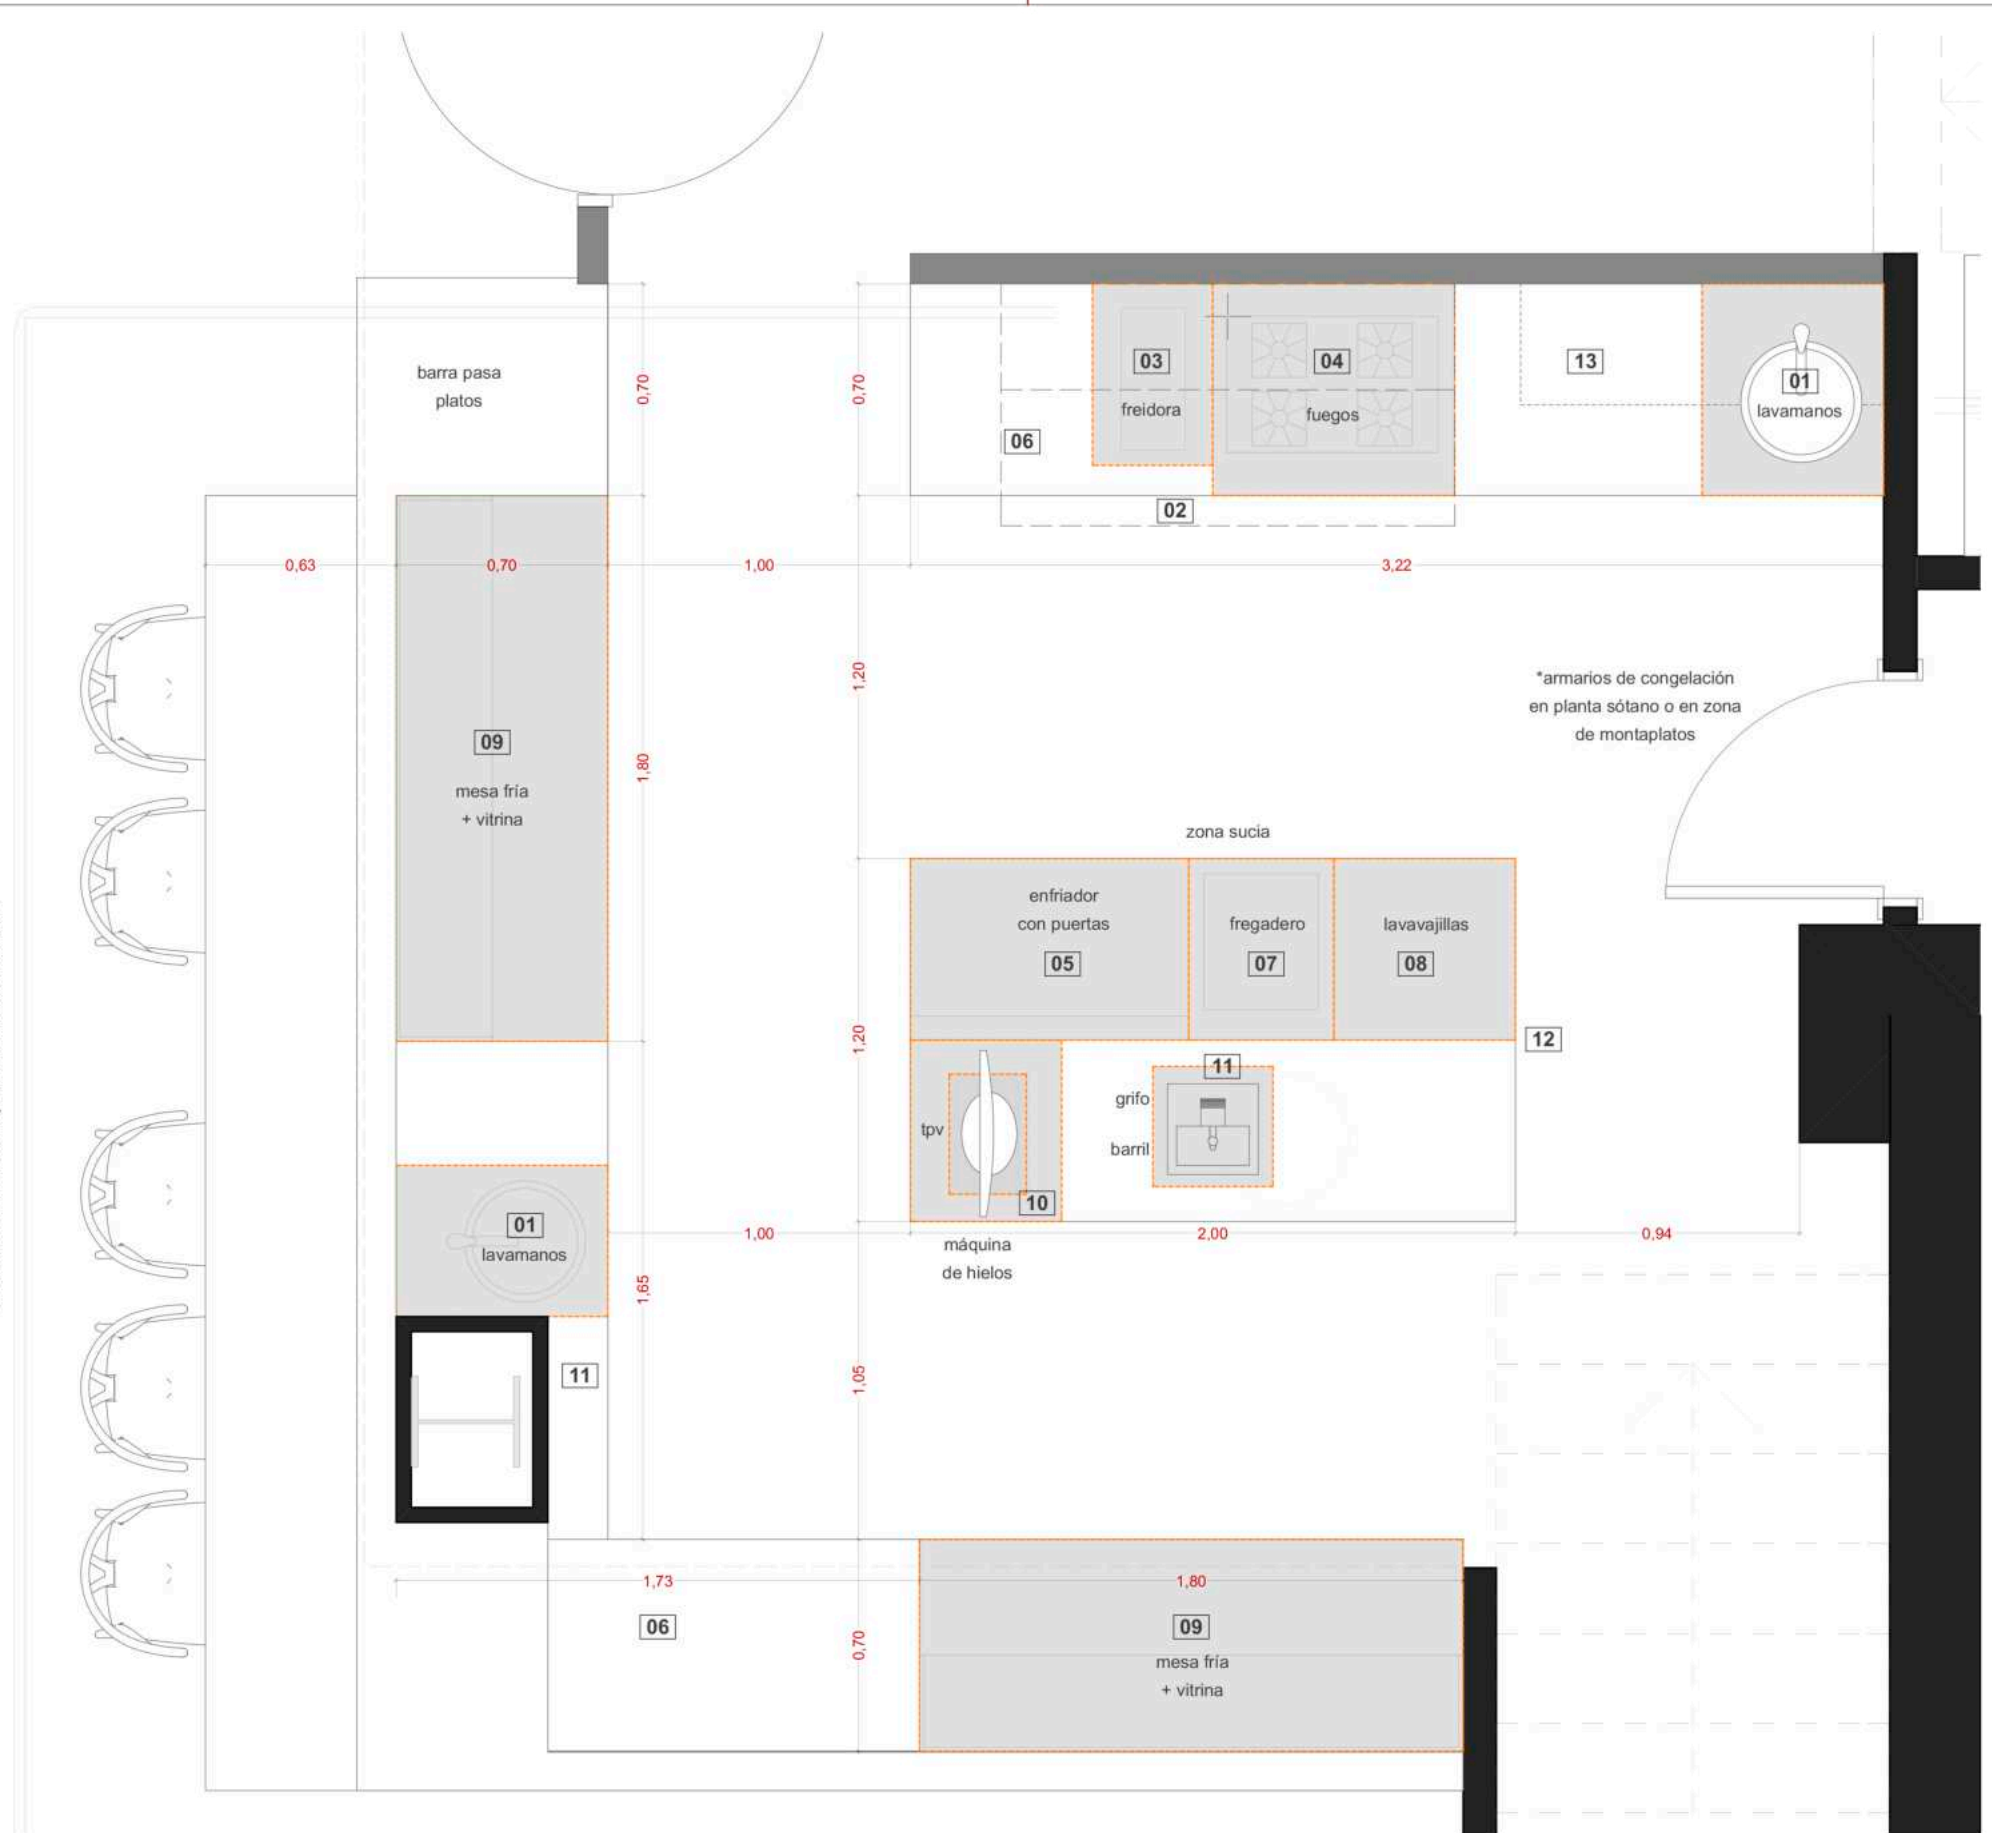 barra pasa
platos
0,70
0,70
03
freidora
04
fuegos
13
01
lavamanos
06
02
0,63
0,70
1,00
3,22
1,20
*armarios de congelación
en planta sótano o en zona
de montaplatos
09
mesa fría
+ vitrina
1,80
zona sucia
enfriador
con puertas
05
fregadero
07
lavavajillas
08
1,20
12
11
grifo
barril
tpv
10
01
lavamanos
1,00
2,00
0,94
máquina
de hielos
1,65
11
1,05
1,73
1,80
06
0,70
09
mesa fría
+ vitrina